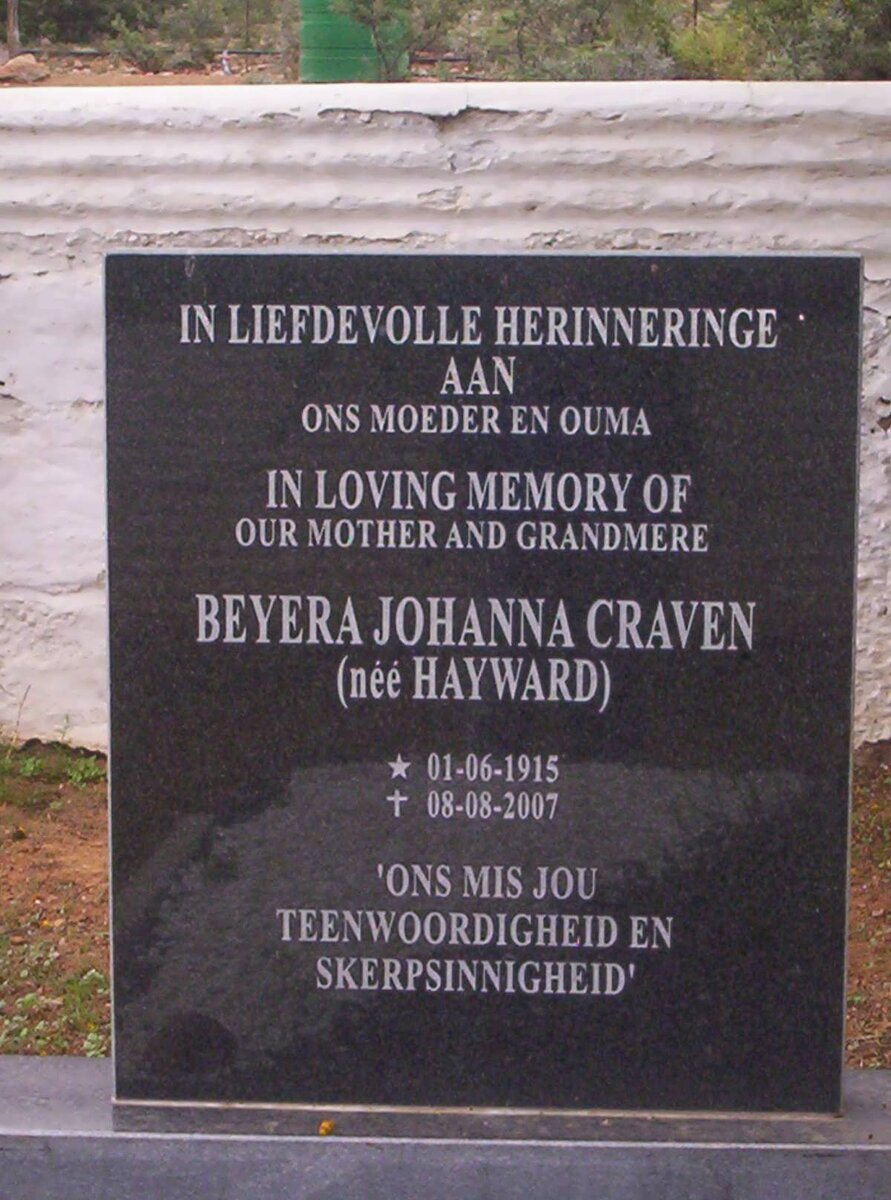 IN LIEFDEVOLLE HERINNERINGE
AAN
ONS MOEDER EN OUMA
IN LOVING MEMORY OF
OUR MOTHER AND GRANDMERE
BEYERA JOHANNA CRAVEN
(néé HAYWARD)
★ 01-06-1915
✝ 08-08-2007
'ONS MIS JOU
TEENWOORDIGHEID EN
SKERPSINNIGHEID'